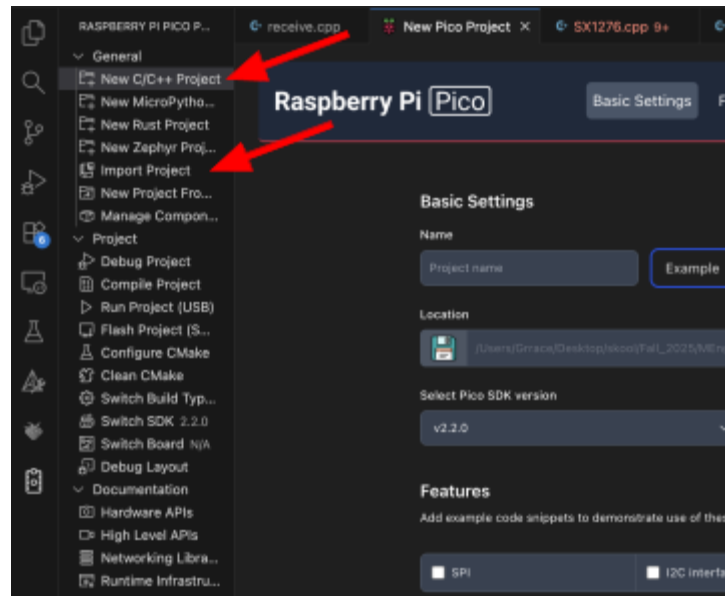 RASPBERRY PI PICO P...
receive.cpp
New Pico Project
SX1276.cpp 9+
General
New C/C++ Project
New MicroPytho...
New Rust Project
New Zephyr Proj...
Import Project
New Project Fro...
Manage Compon...
Project
Debug Project
Compile Project
Run Project (USB)
Flash Project (S...
Configure CMake
Clean CMake
Switch Build Typ...
Switch SDK 2.2.0
Switch Board N/A
Debug Layout
Documentation
Hardware APIs
High Level APIs
Networking Libra...
Runtime Infrastru...
6
Raspberry Pi Pico
Basic Settings
F
Basic Settings
Name
Project name
Example
Location
/Users/Grrace/Desktop/skool/Fall_2025/MEn
Select Pico SDK version
v2.2.0
Features
Add example code snippets to demonstrate use of thes
SPI
I2C interfa